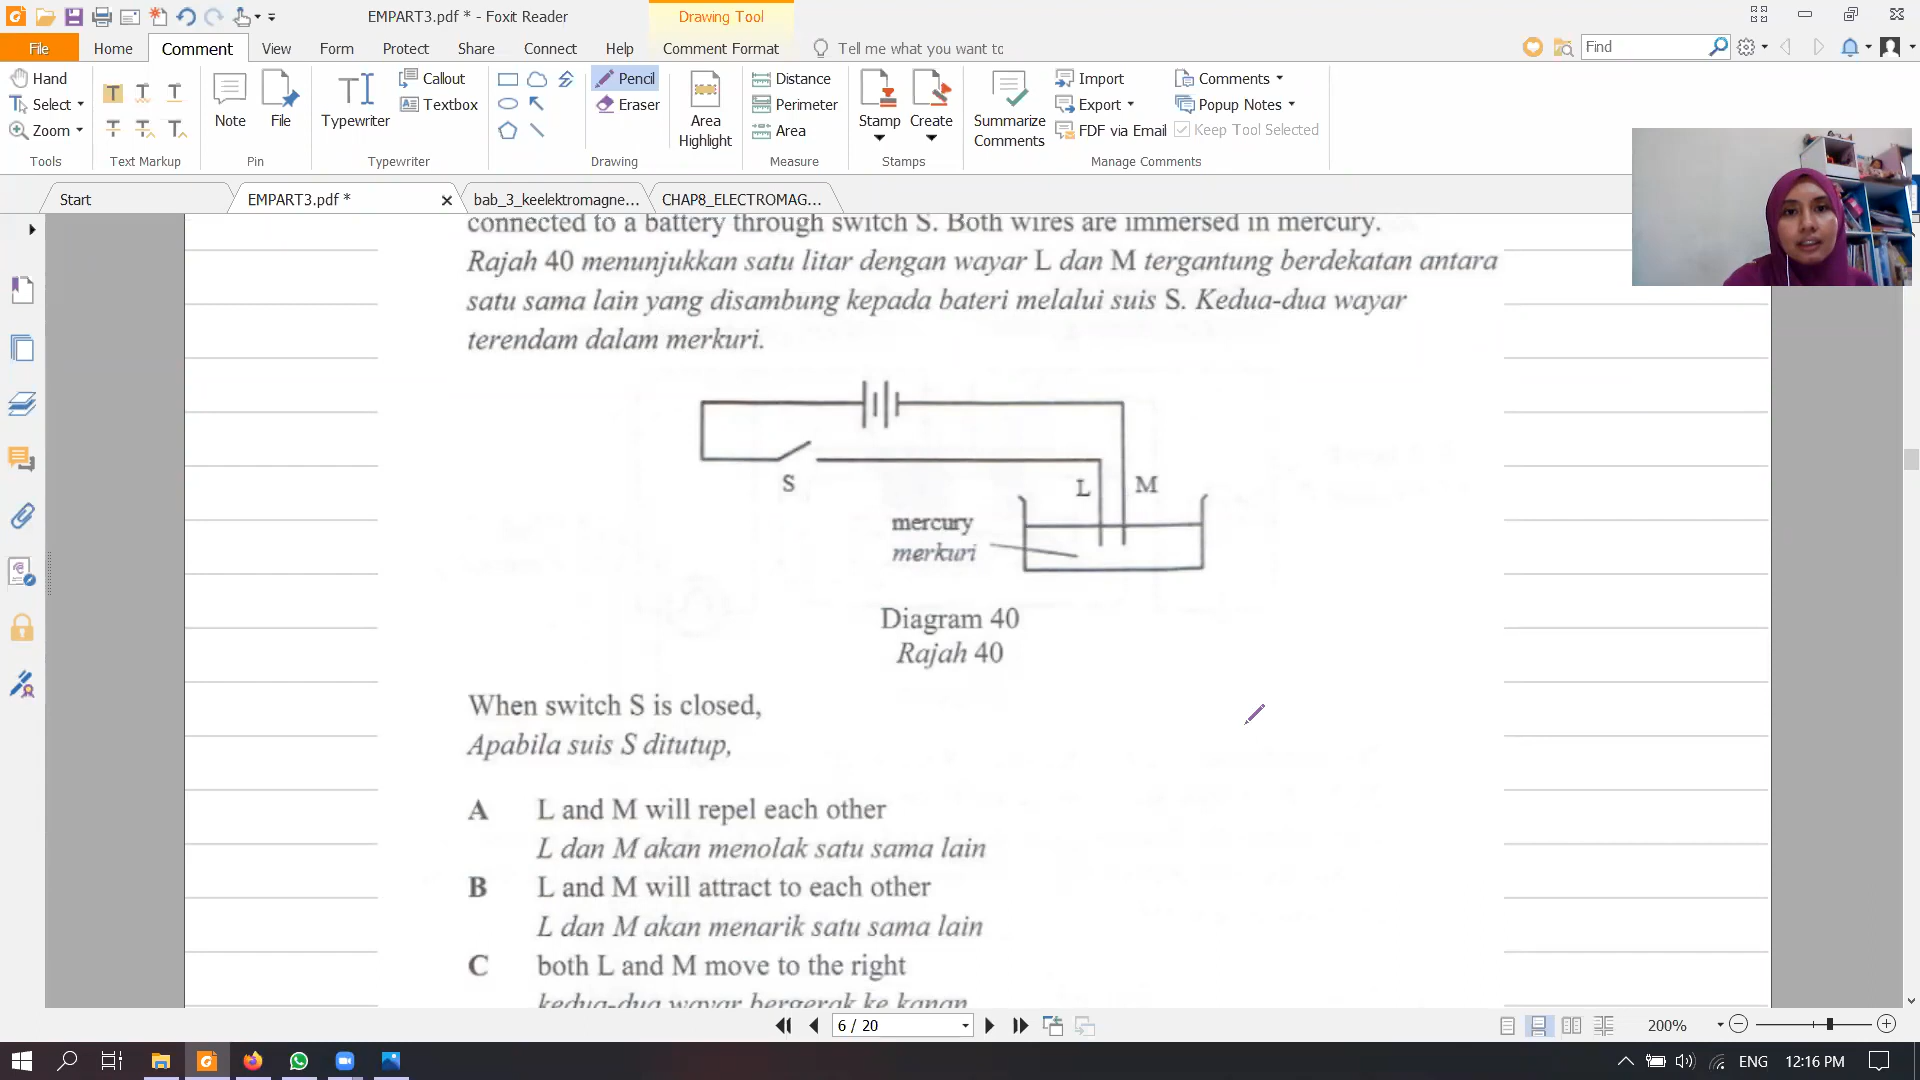 EMPART3.pdf * - Foxit Reader
Drawing Tool
File
Home
Comment
View
Form
Protect
Share
Connect
Help
Comment Format
Tell me what you want to
Find
Hand
Select
Zoom
Tools
Text Markup
Note
File
Pin
Typewriter
Callout
Textbox
Typewriter
Pencil
Eraser
Drawing
Area
Highlight
Distance
Perimeter
Area
Measure
Stamp
Create
Stamps
Summarize
Comments
Import
Export
FDF via Email
Comments
Popup Notes
Keep Tool Selected
Manage Comments
Start
EMPART3.pdf *
bab_3_keelektromagne...
CHAP8_ELECTROMAG...
connected to a battery through switch S. Both wires are immersed in mercury.
Rajah 40 menunjukkan satu litar dengan wayar L dan M tergantung berdekatan antara
satu sama lain yang disambung kepada bateri melalui suis S. Kedua-dua wayar
terendam dalam merkuri.
S
L
M
mercury
merkuri
Diagram 40
Rajah 40
When switch S is closed,
Apabila suis S ditutup,
A L and M will repel each other
L dan M akan menolak satu sama lain
B L and M will attract to each other
L dan M akan menarik satu sama lain
C both L and M move to the right
kedua-dua wayar bergerak ke kanan
6 / 20
200%
ENG
12:16 PM